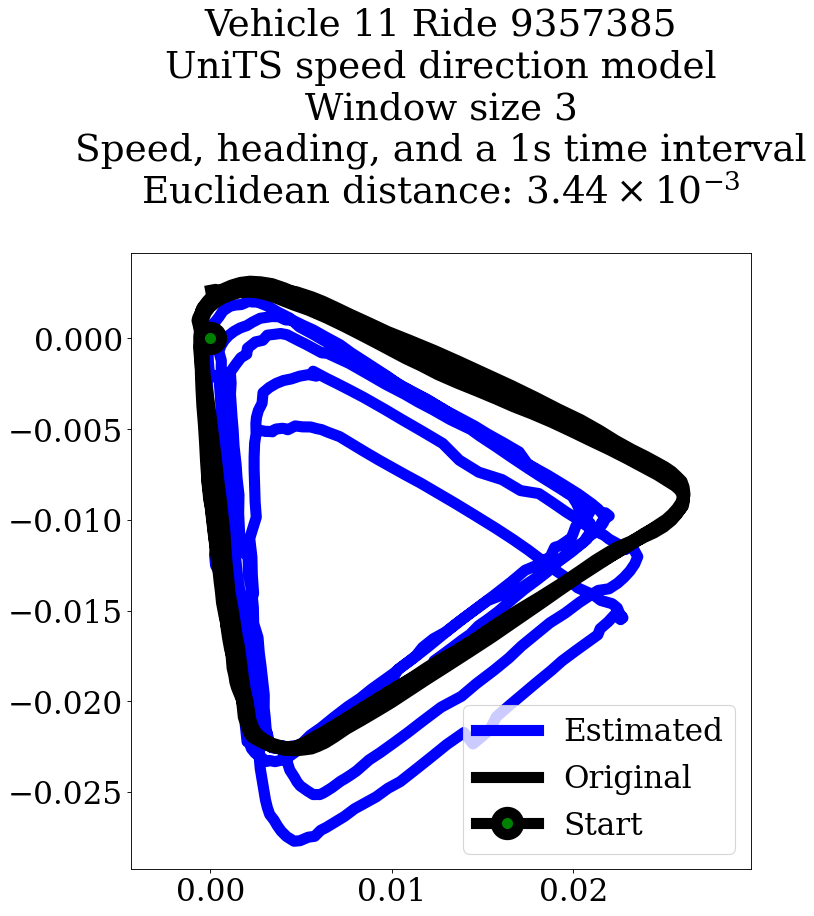 Vehicle 11 Ride 9357385
UniTS speed direction model
Window size 3
Speed, heading, and a 1s time interval
Euclidean distance: 3.44 × 10⁻³
0.000
−0.005
−0.010
−0.015
−0.020
−0.025
Estimated
Original
Start
0.00
0.01
0.02